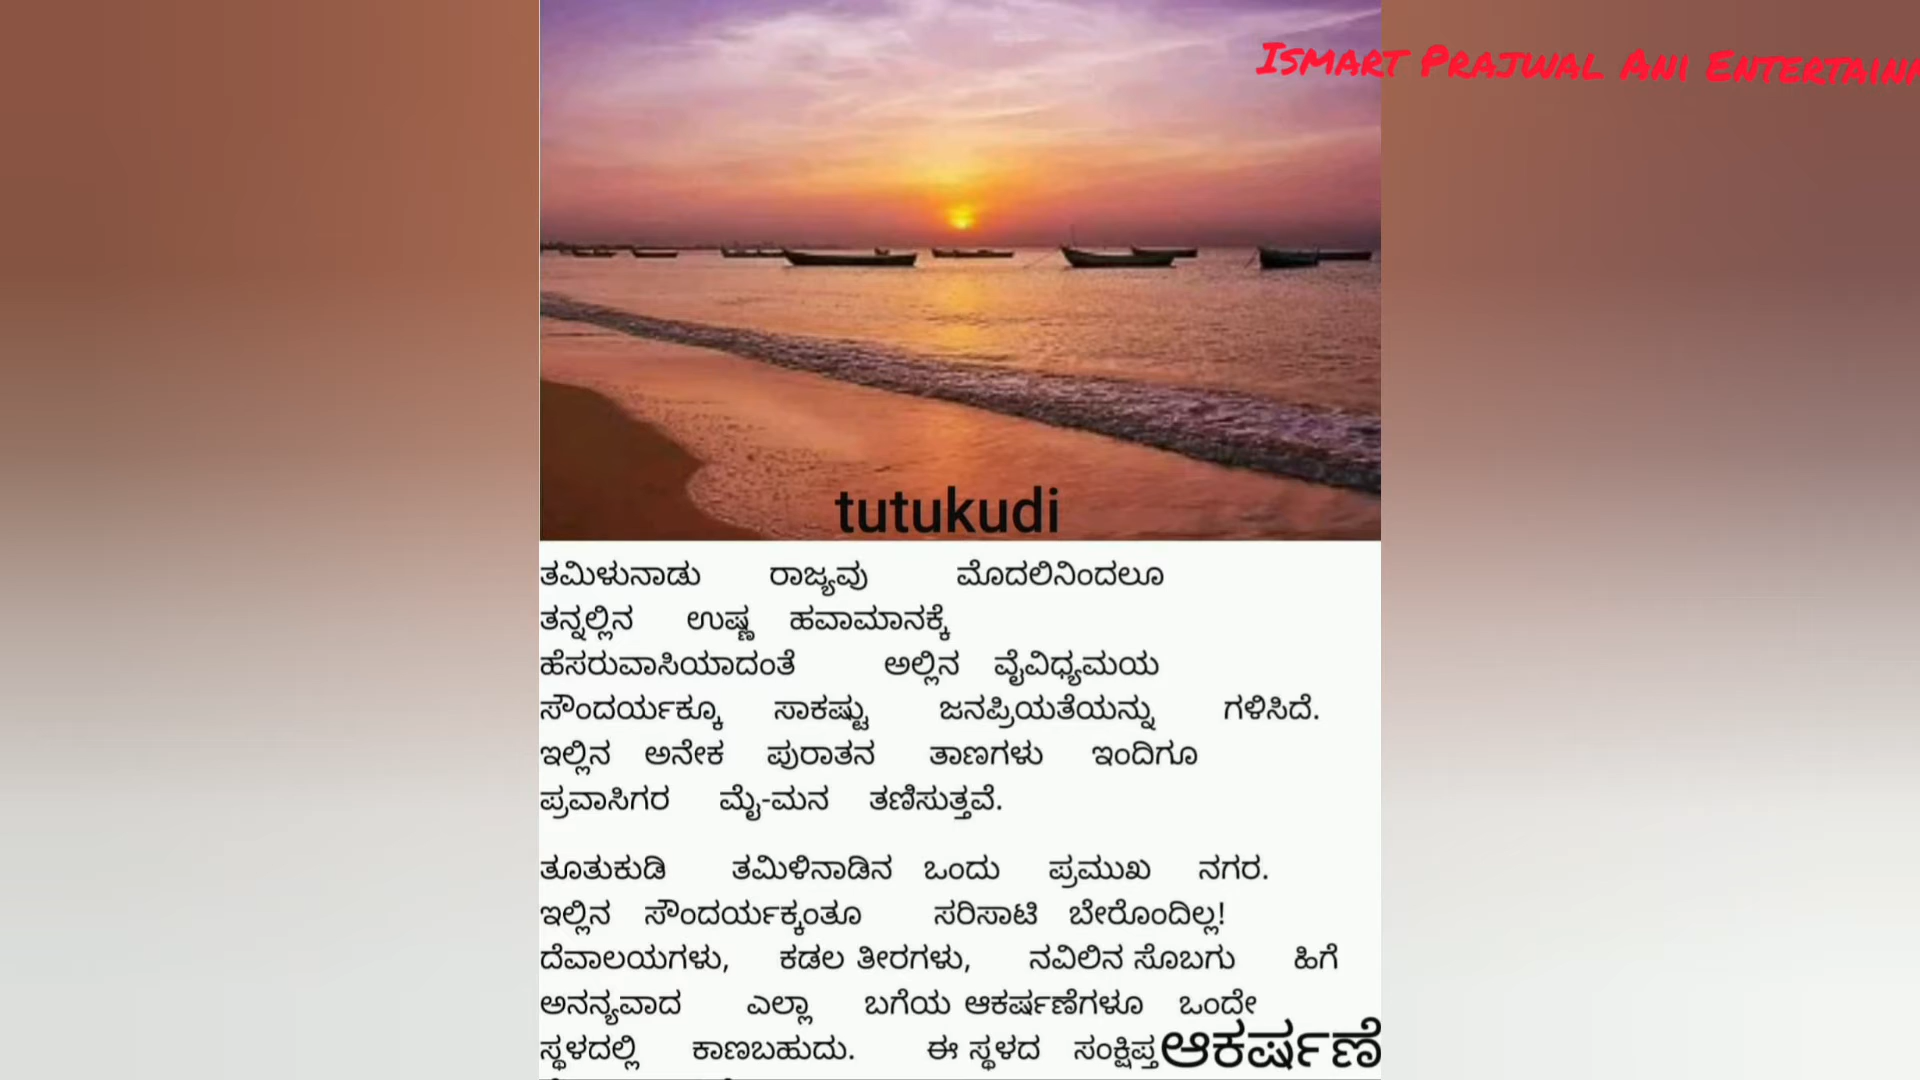 Ismart Prajwal Ani Entertainm
tutukudi
ತಮಿಳುನಾಡು ರಾಜ್ಯವು ಮೊದಲಿನಿಂದಲೂ
ತನ್ನಲ್ಲಿನ ಉಷ್ಣ ಹವಾಮಾನಕ್ಕೆ
ಹೆಸರುವಾಸಿಯಾದಂತೆ ಅಲ್ಲಿನ ವೈವಿಧ್ಯಮಯ
ಸೌಂದರ್ಯಕ್ಕೂ ಸಾಕಷ್ಟು ಜನಪ್ರಿಯತೆಯನ್ನು ಗಳಿಸಿದೆ.
ಇಲ್ಲಿನ ಅನೇಕ ಪುರಾತನ ತಾಣಗಳು ಇಂದಿಗೂ
ಪ್ರವಾಸಿಗರ ಮೈ-ಮನ ತಣಿಸುತ್ತವೆ.
ತೂತುಕುಡಿ ತಮಿಳಿನಾಡಿನ ಒಂದು ಪ್ರಮುಖ ನಗರ.
ಇಲ್ಲಿನ ಸೌಂದರ್ಯಕ್ಕಂತೂ ಸರಿಸಾಟಿ ಬೇರೊಂದಿಲ್ಲ!
ದೆವಾಲಯಗಳು, ಕಡಲ ತೀರಗಳು, ನವಿಲಿನ ಸೊಬಗು ಹಿಗೆ
ಅನನ್ಯವಾದ ಎಲ್ಲಾ ಬಗೆಯ ಆಕರ್ಷಣೆಗಳೂ ಒಂದೇ
ಸ್ಥಳದಲ್ಲಿ ಕಾಣಬಹುದು. ಈ ಸ್ಥಳದ ಸಂಕ್ಷಿಪ್ತ
ಆಕರ್ಷಣೆ